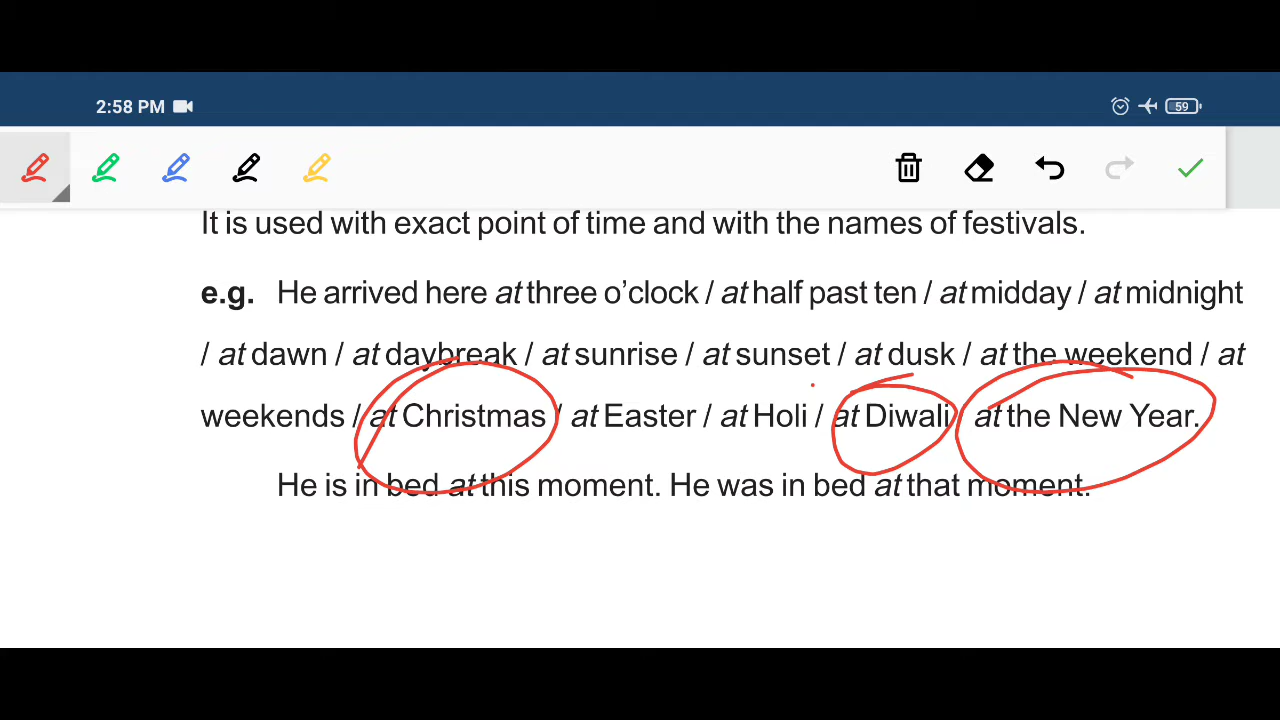 2:58 PM
59
It is used with exact point of time and with the names of festivals.
e.g. He arrived here at three o’clock / at half past ten / at midday / at midnight
/ at dawn / at daybreak / at sunrise / at sunset / at dusk / at the weekend / at
weekends / at Christmas / at Easter / at Holi / at Diwali at the New Year.
He is in bed at this moment. He was in bed at that moment.